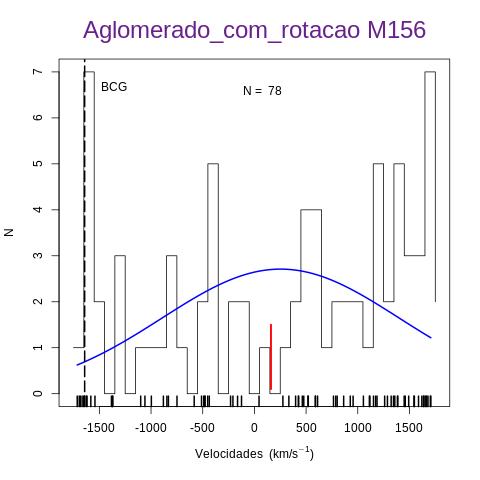 Aglomerado_com_rotacao M156
BCG
N = 78
N
7
6
5
4
3
2
1
0
-1500 -1000 -500 0 500 1000 1500
Velocidades (km/s⁻¹)